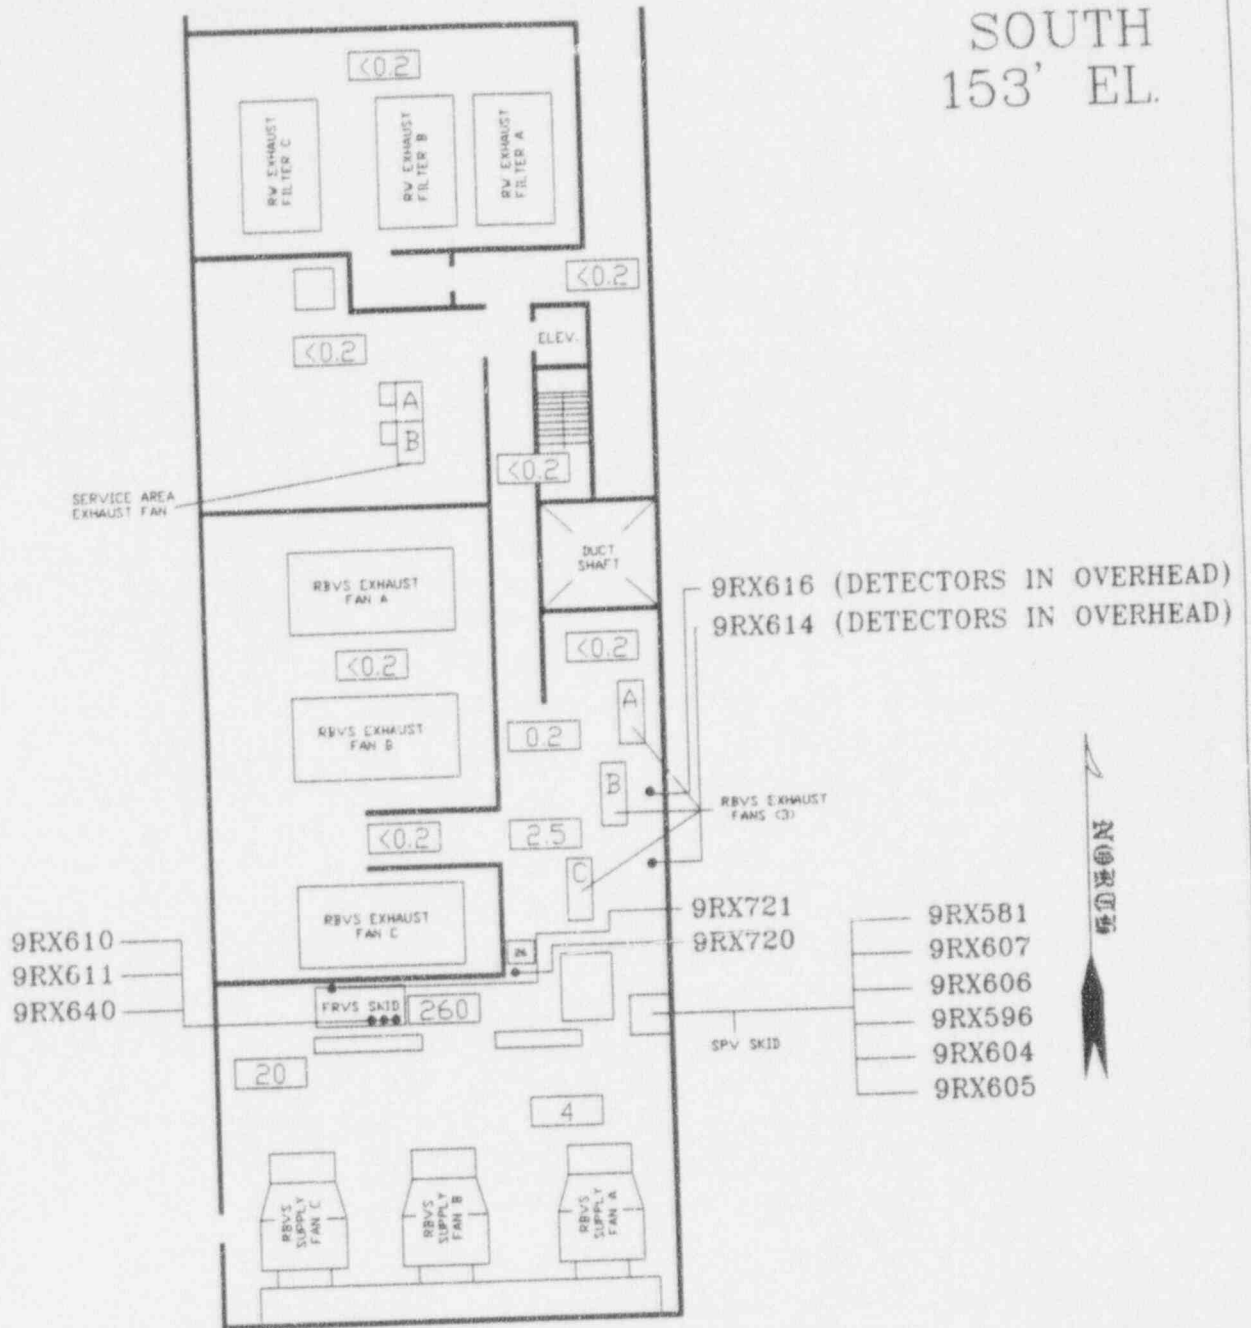 SOUTH
153' EL.
<0.2
RW EXHAUST
FILTER C
RW EXHAUST
FILTER B
RW EXHAUST
FILTER A
<0.2
ELEV.
<0.2
A
B
<0.2
SERVICE AREA
EXHAUST FAN
DUCT
SHAFT
RBVS EXHAUST
FAN A
9RX616 (DETECTORS IN OVERHEAD)
9RX614 (DETECTORS IN OVERHEAD)
<0.2
<0.2
A
RBVS EXHAUST
FAN B
0.2
B
RBVS EXHAUST
FANS (3)
<0.2
2.5
C
NORTH
RBVS EXHAUST
FAN C
9RX721
9RX720
9RX610
9RX611
9RX640
FRVS SKID
260
SPV SKID
9RX581
9RX607
9RX606
9RX596
9RX604
9RX605
20
4
RBVS
SUPPLY
FAN C
RBVS
SUPPLY
FAN B
RBVS
SUPPLY
FAN A